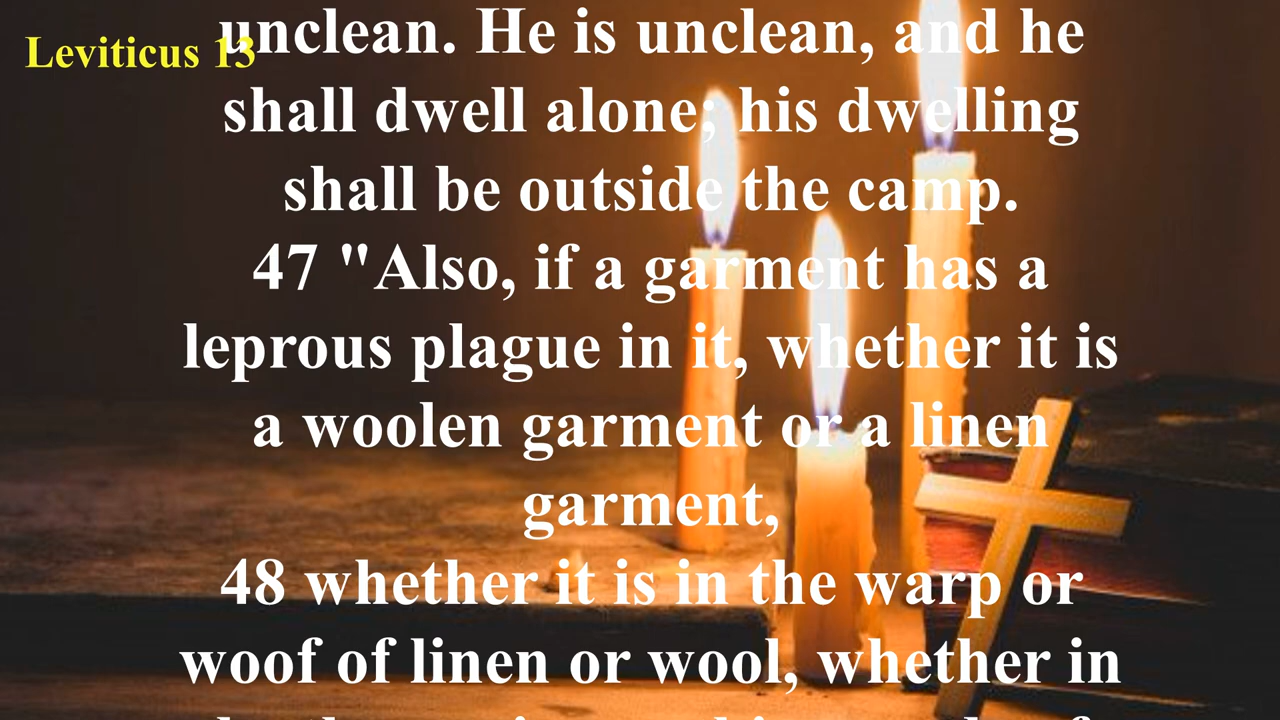 Leviticus 13
unclean. He is unclean, and he
shall dwell alone; his dwelling
shall be outside the camp.
47 "Also, if a garment has a
leprous plague in it, whether it is
a woolen garment or a linen
garment,
48 whether it is in the warp or
woof of linen or wool, whether in